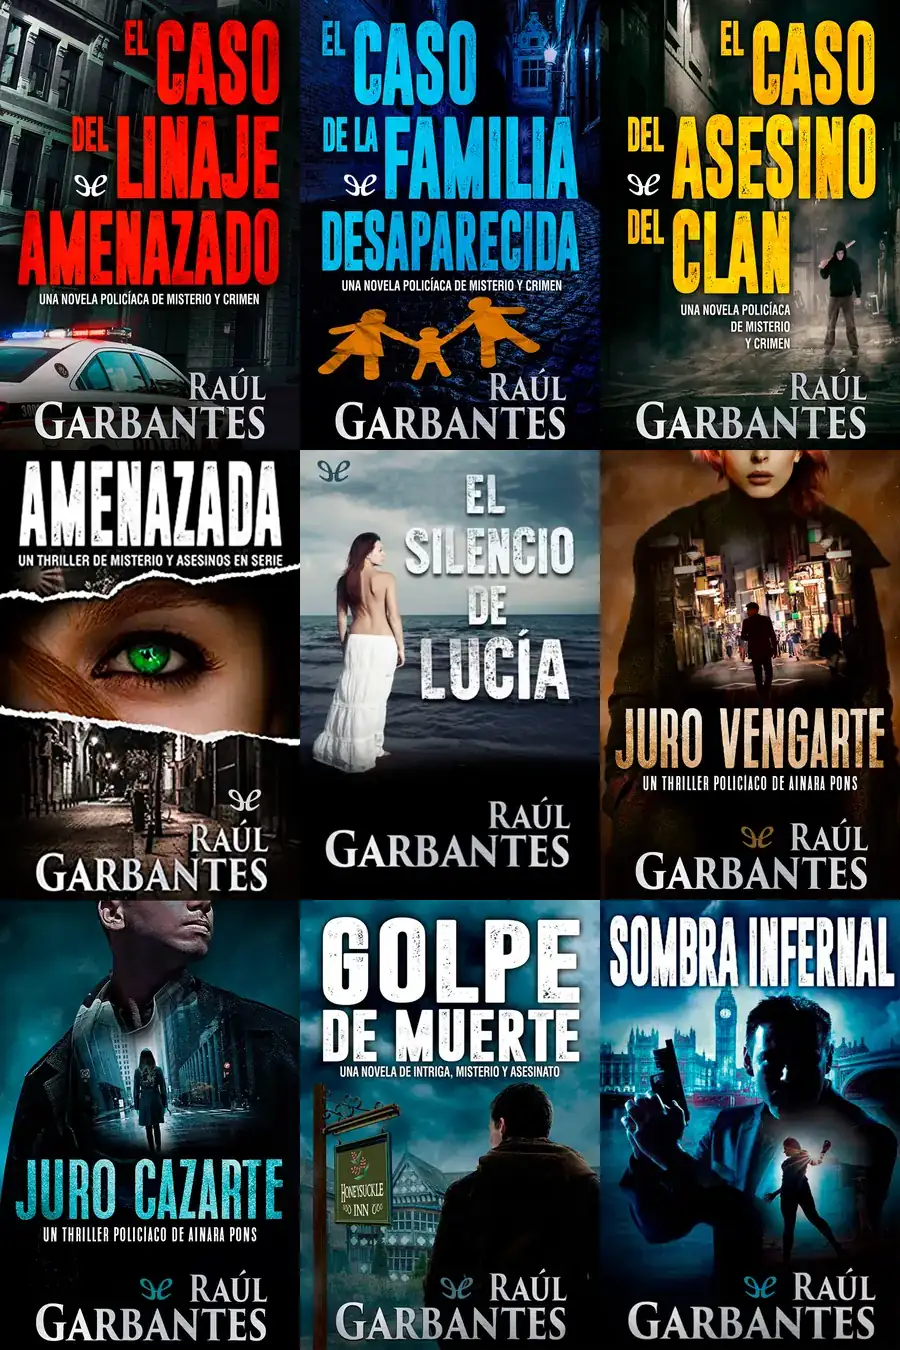 EL CASO
DEL LINAJE
AMENAZADO
UNA NOVELA POLICÍACA DE MISTERIO Y CRIMEN
RAÚL
GARBANTES
EL CASO
DE LA FAMILIA
DESAPARECIDA
UNA NOVELA POLICÍACA DE MISTERIO Y CRIMEN
RAÚL
GARBANTES
EL CASO
DEL ASESINO
DEL CLAN
UNA NOVELA POLICÍACA
DE MISTERIO
Y CRIMEN
RAÚL
GARBANTES
AMENAZADA
UN THRILLER DE MISTERIO Y ASESINOS EN SERIE
RAÚL
GARBANTES
EL
SILENCIO
DE
LUCÍA
RAÚL
GARBANTES
JURO VENGARTE
UN THRILLER POLICÍACO DE AINARA PONS
RAÚL
GARBANTES
JURO CAZARTE
UN THRILLER POLICÍACO DE AINARA PONS
RAÚL
GARBANTES
GOLPE
DE MUERTE
UNA NOVELA DE INTRIGA, MISTERIO Y ASESINATO
HONEYSUCKLE
INN
RAÚL
GARBANTES
SOMBRA INFERNAL
RAÚL
GARBANTES